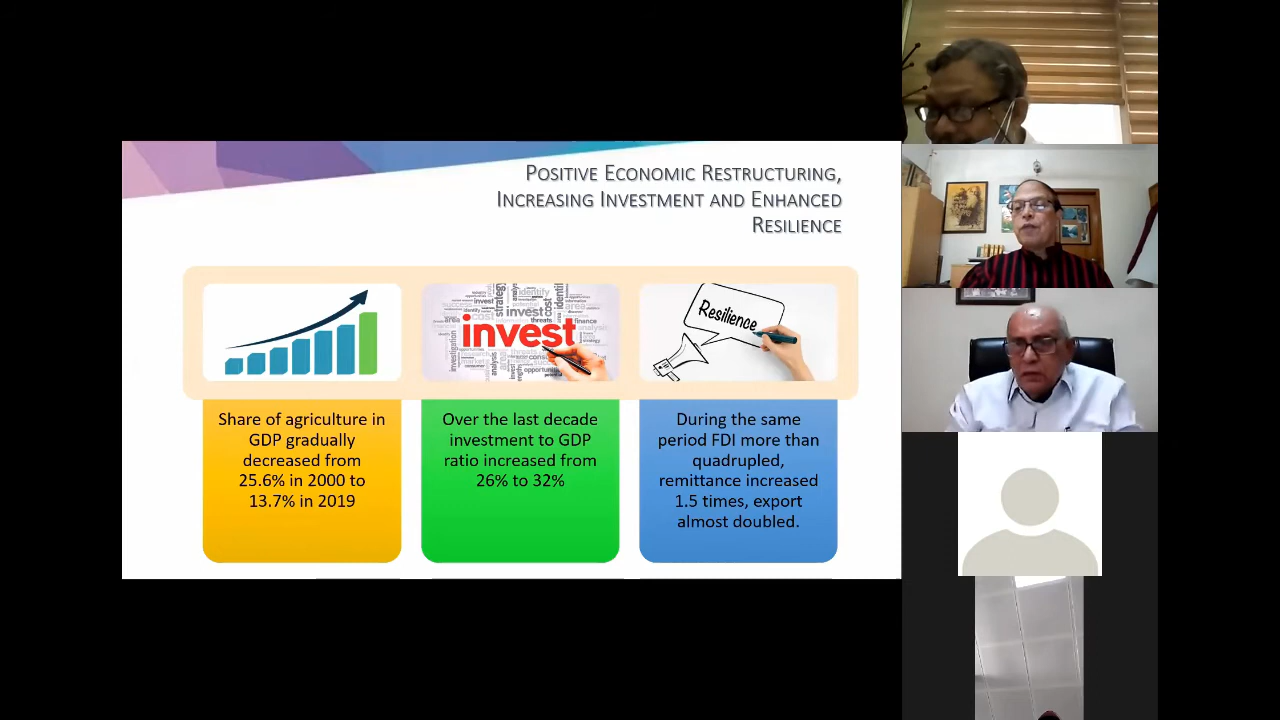 Positive Economic Restructuring,
Increasing Investment and Enhanced
Resilience
invest
Resilience
Share of agriculture in
GDP gradually
decreased from
25.6% in 2000 to
13.7% in 2019
Over the last decade
investment to GDP
ratio increased from
26% to 32%
During the same
period FDI more than
quadrupled,
remittance increased
1.5 times, export
almost doubled.